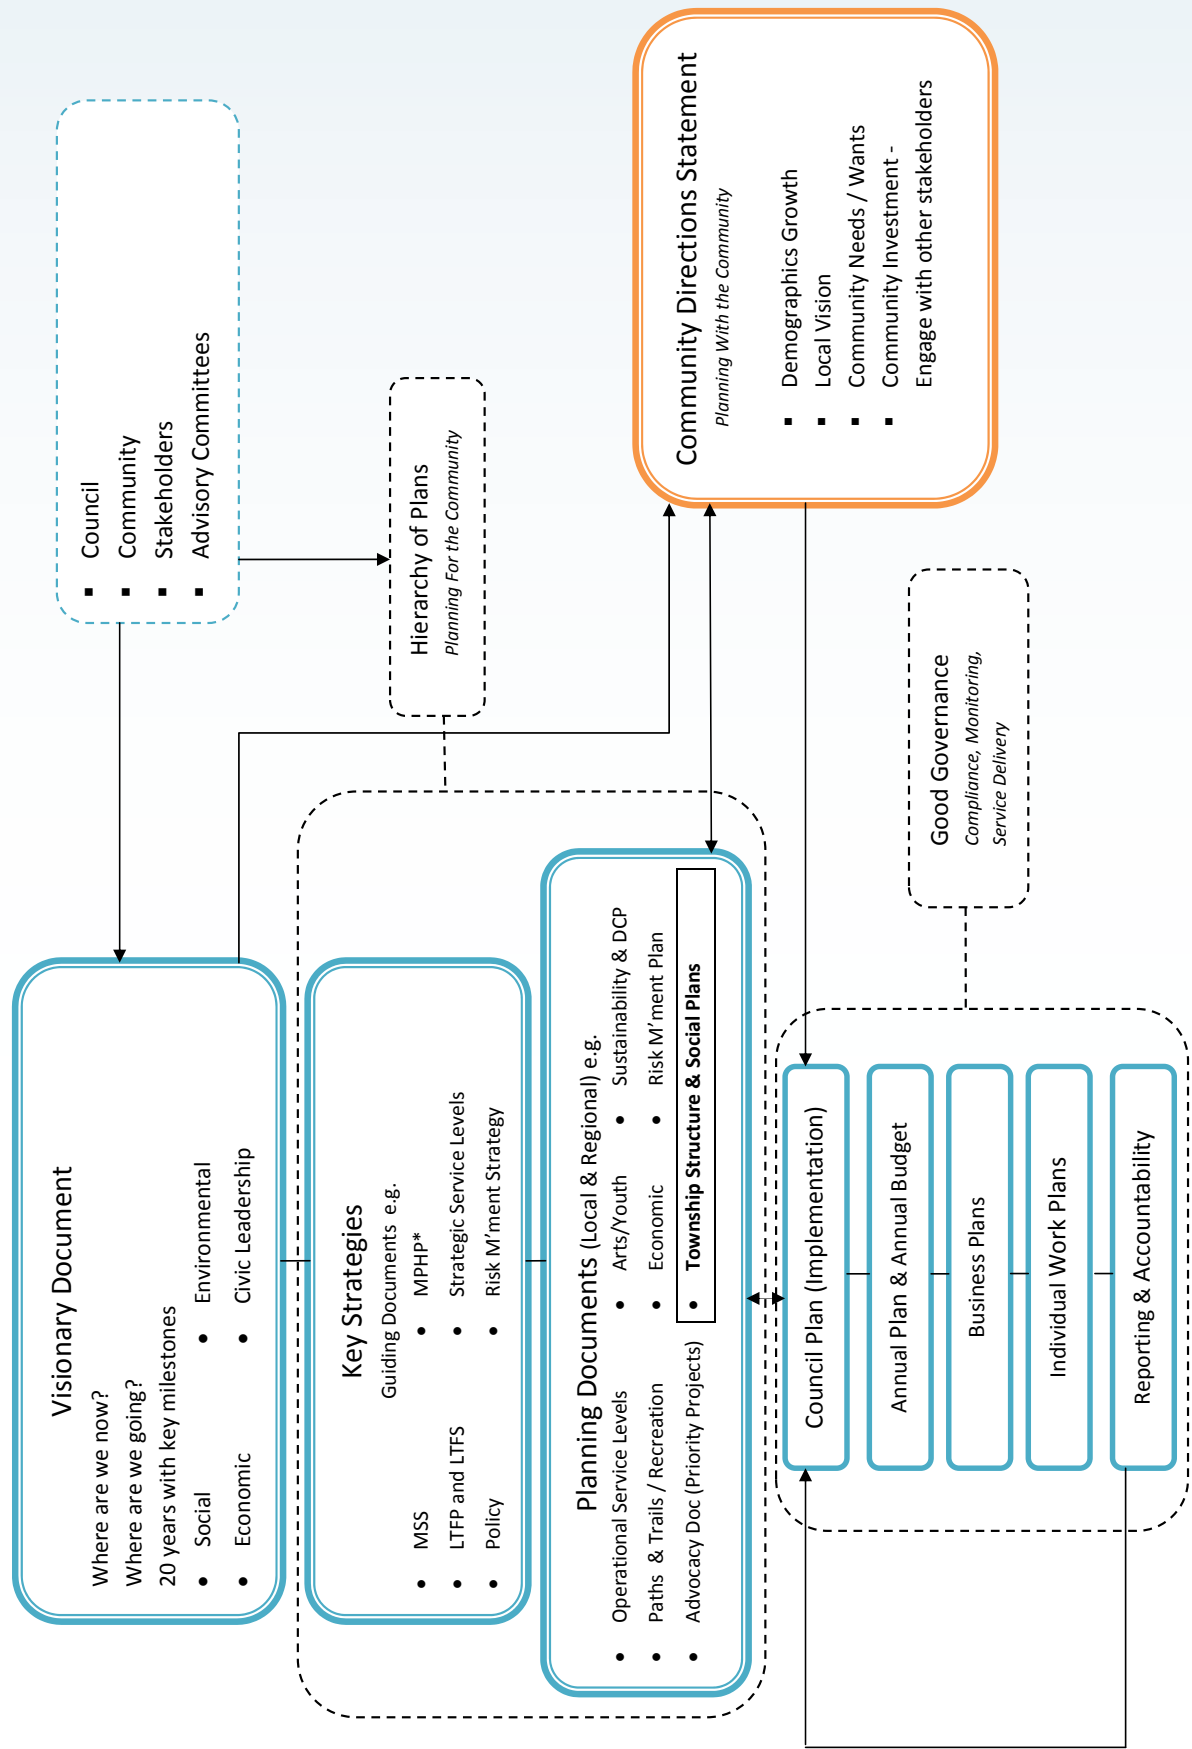 Visionary Document
Where are we now?
Where are we going?
20 years with key milestones
• Social
• Environmental
• Economic
• Civic Leadership
▪ Council
▪ Community
▪ Stakeholders
▪ Advisory Committees
Key Strategies
Guiding Documents e.g.
• MSS
• MPHP*
• LTFP and LTFS
• Strategic Service Levels
• Policy
• Risk M’ment Strategy
Hierarchy of Plans
Planning For the Community
Planning Documents (Local & Regional) e.g.
• Operational Service Levels
• Arts/Youth
• Sustainability & DCP
• Paths & Trails / Recreation
• Economic
• Risk M’ment Plan
• Advocacy Doc (Priority Projects)
• Township Structure & Social Plans
Community Directions Statement
Planning With the Community
▪ Demographics Growth
▪ Local Vision
▪ Community Needs / Wants
▪ Community Investment -
Engage with other stakeholders
Council Plan (Implementation)
Annual Plan & Annual Budget
Business Plans
Individual Work Plans
Reporting & Accountability
Good Governance
Compliance, Monitoring,
Service Delivery